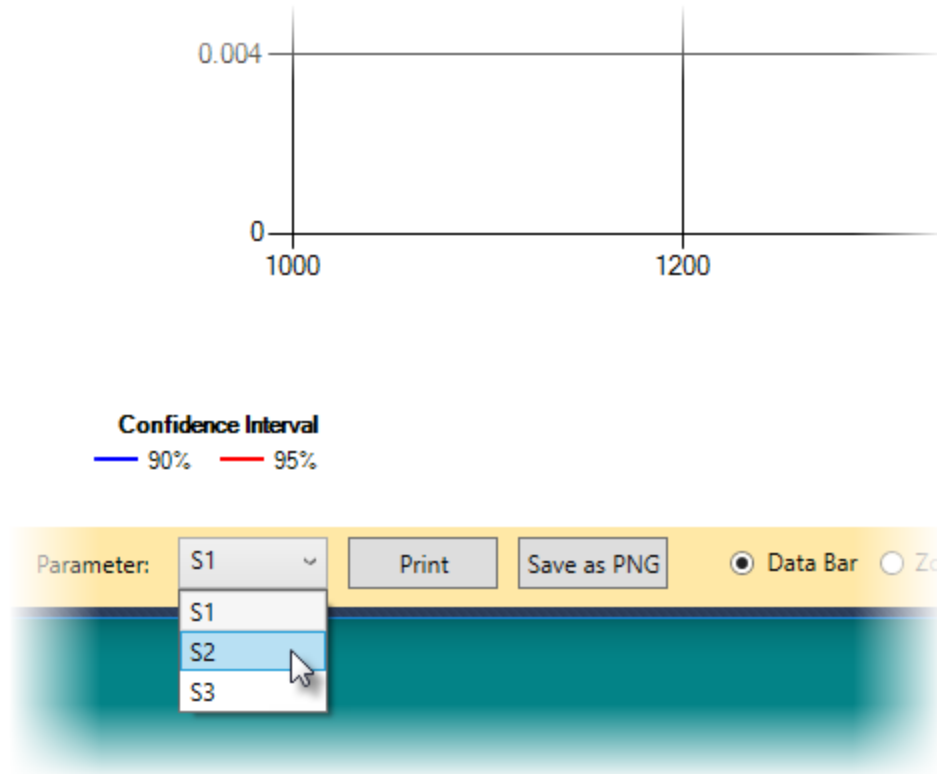 0.004
0
1000 1200
Confidence Interval
90% 95%
Parameter: S1 Print Save as PNG Data Bar
S1
S2
S3